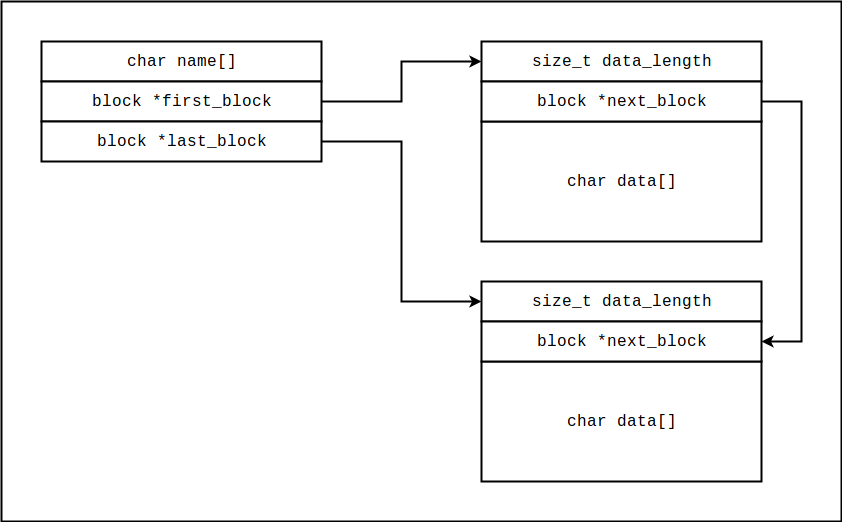 char name[]
block *first_block
block *last_block
size_t data_length
block *next_block
char data[]
size_t data_length
block *next_block
char data[]